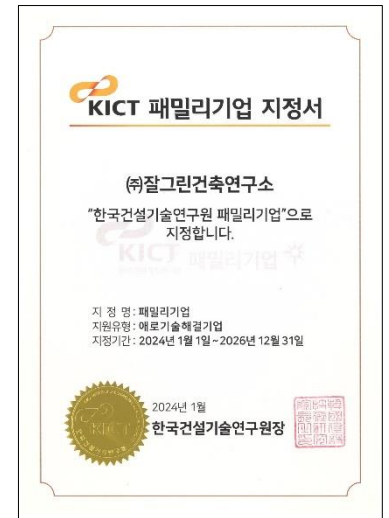 KICT 패밀리기업 지정서
㈜잘그린건축연구소
"한국건설기술연구원 패밀리기업"으로
지정합니다.
KICT 패밀리기업
지 정 명 : 패밀리기업
지원유형 : 애로기술해결기업
지정기간 : 2024년 1월 1일 ~ 2026년 12월 31일
2024년 1월
한국건설기술연구원장
KICT